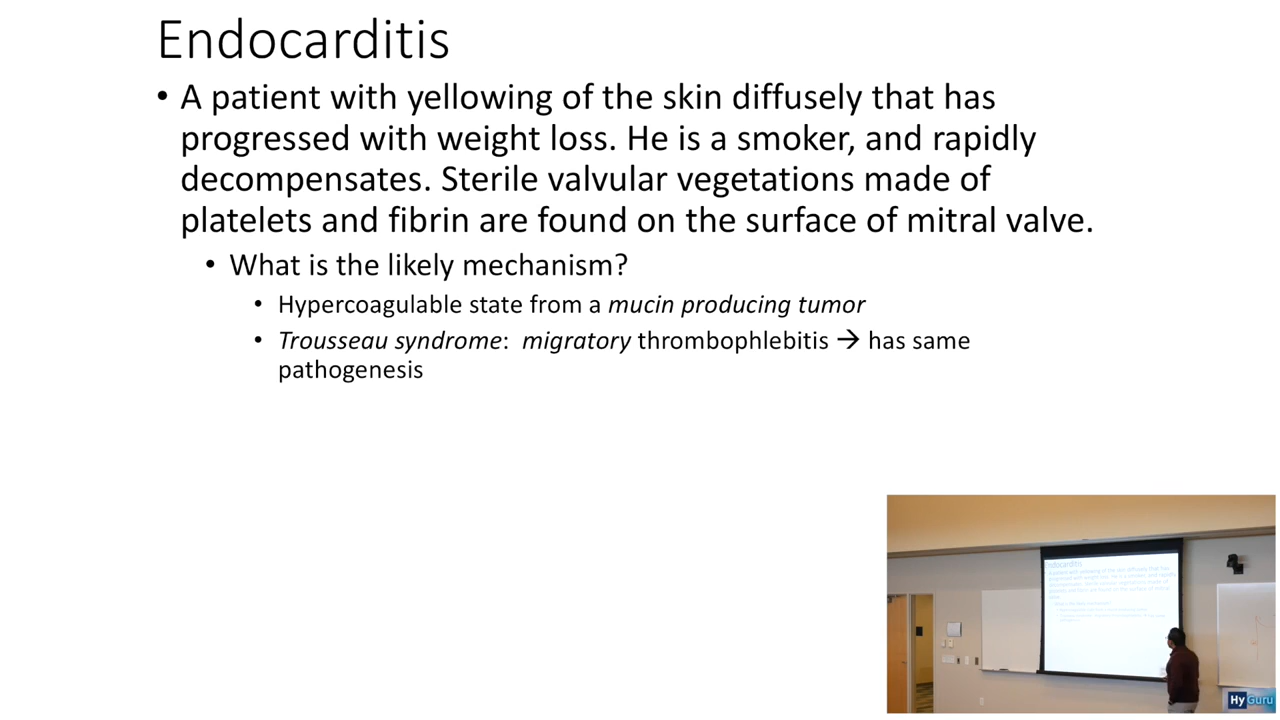 Endocarditis
• A patient with yellowing of the skin diffusely that has
progressed with weight loss. He is a smoker, and rapidly
decompensates. Sterile valvular vegetations made of
platelets and fibrin are found on the surface of mitral valve.
• What is the likely mechanism?
• Hypercoagulable state from a mucin producing tumor
• Trousseau syndrome: migratory thrombophlebitis → has same
pathogenesis
Endocarditis
HyGuru